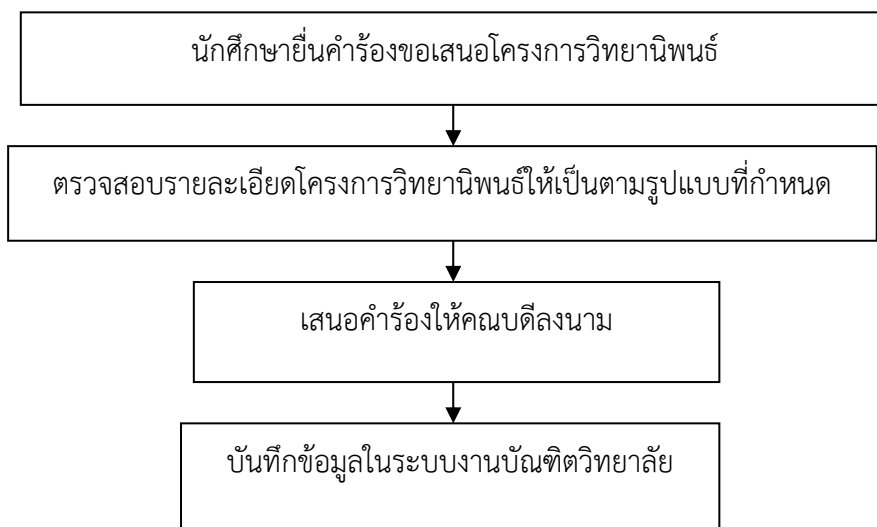 นักศึกษายื่นคำร้องขอเสนอโครงการวิทยานิพนธ์
ตรวจสอบรายละเอียดโครงการวิทยานิพนธ์ให้เป็นตามรูปแบบที่กำหนด
เสนอคำร้องให้คณบดีลงนาม
บันทึกข้อมูลในระบบงานบัณฑิตวิทยาลัย